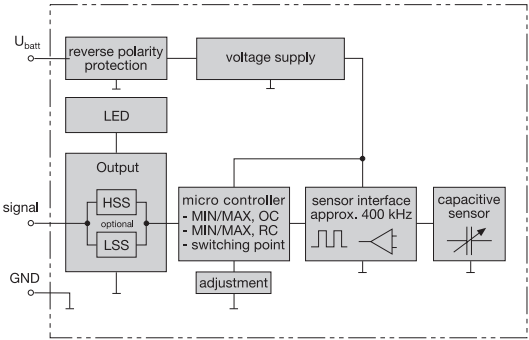 U_batt
reverse polarity
protection
voltage supply
LED
Output
HSS
optional
LSS
signal
micro controller
- MIN/MAX, OC
- MIN/MAX, RC
- switching point
sensor interface
approx. 400 kHz
capacitive
sensor
adjustment
GND